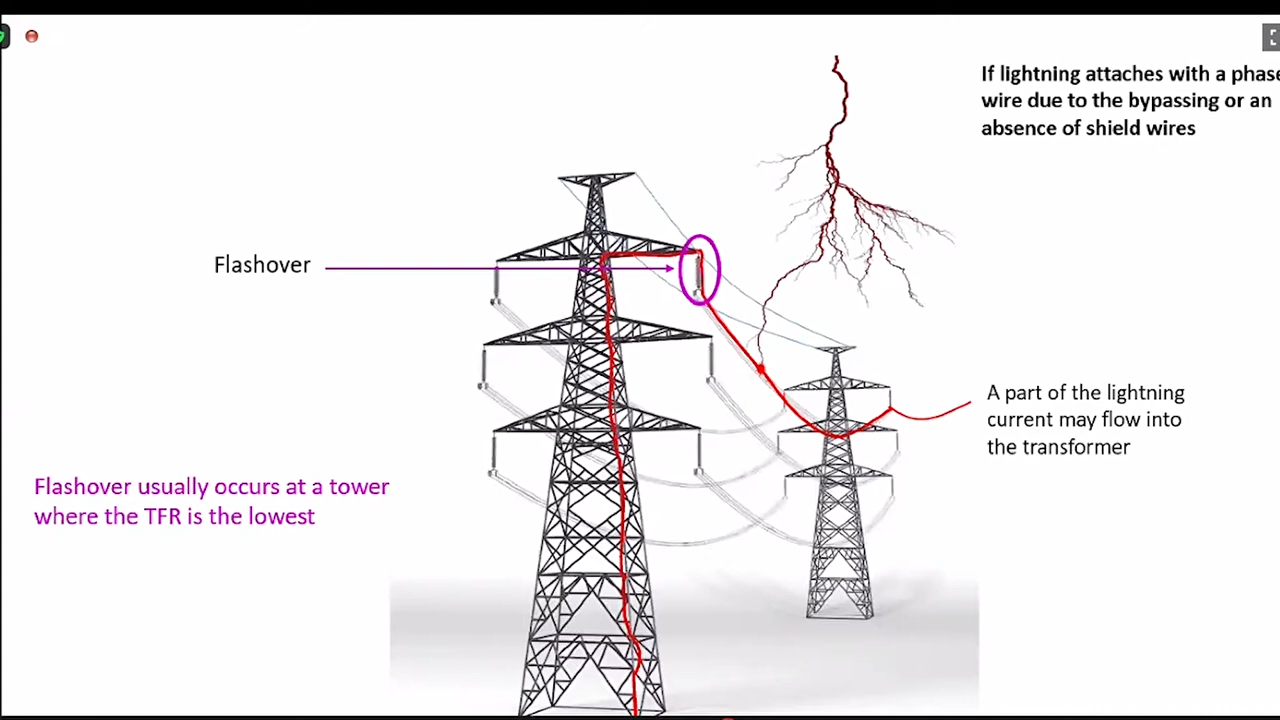 If lightning attaches with a phase
wire due to the bypassing or an
absence of shield wires
Flashover
A part of the lightning
current may flow into
the transformer
Flashover usually occurs at a tower
where the TFR is the lowest